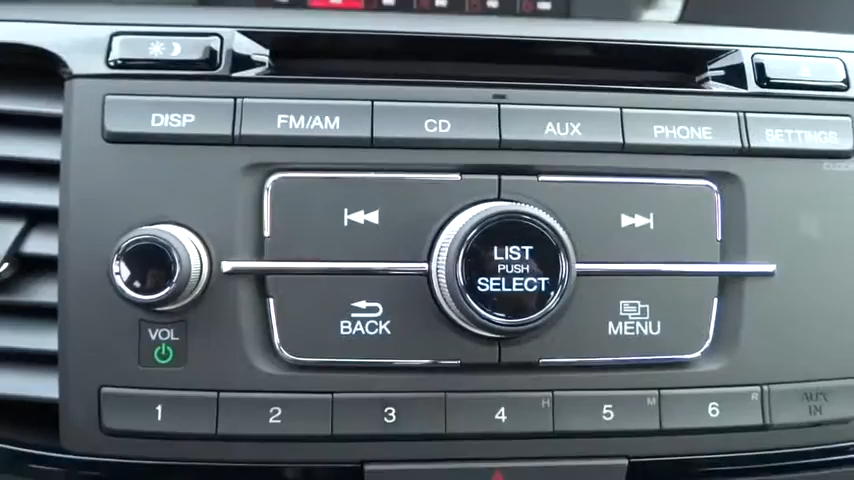 DISP FM/AM CD AUX PHONE SETTINGS
CLOCK
LIST
PUSH
SELECT
BACK
MENU
VOL
1 2 3 4 H 5 M 6 R
AUX
IN